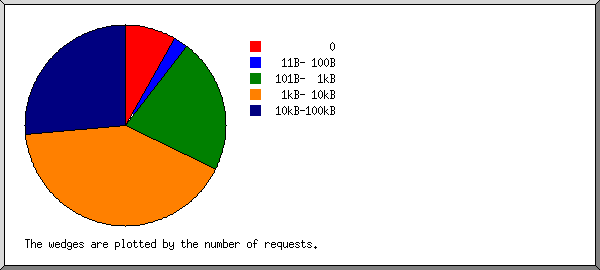 0
11B- 100B
101B-  1kB
1kB- 10kB
10kB-100kB
The wedges are plotted by the number of requests.